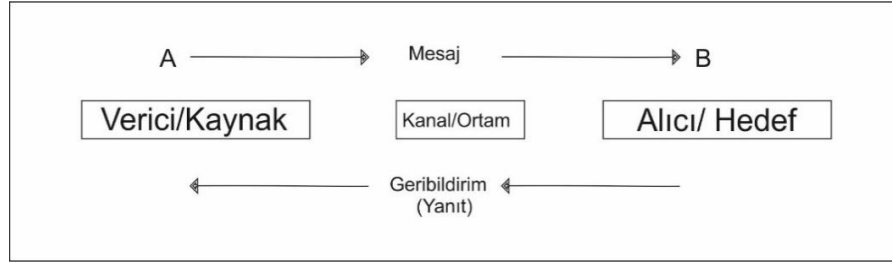 A Mesaj B
Verici/Kaynak Kanal/Ortam Alıcı/ Hedef
Geribildirim
(Yanıt)